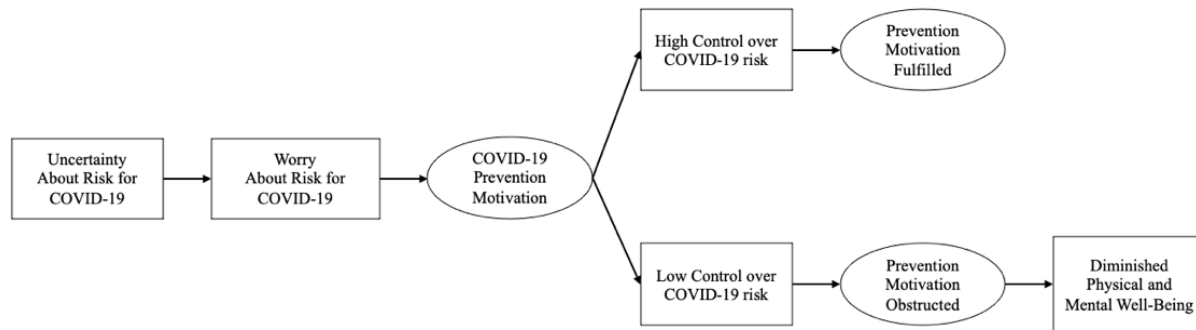 High Control over
COVID-19 risk
Prevention
Motivation
Fulfilled
Uncertainty
About Risk for
COVID-19
Worry
About Risk for
COVID-19
COVID-19
Prevention
Motivation
Low Control over
COVID-19 risk
Prevention
Motivation
Obstructed
Diminished
Physical and
Mental Well-Being